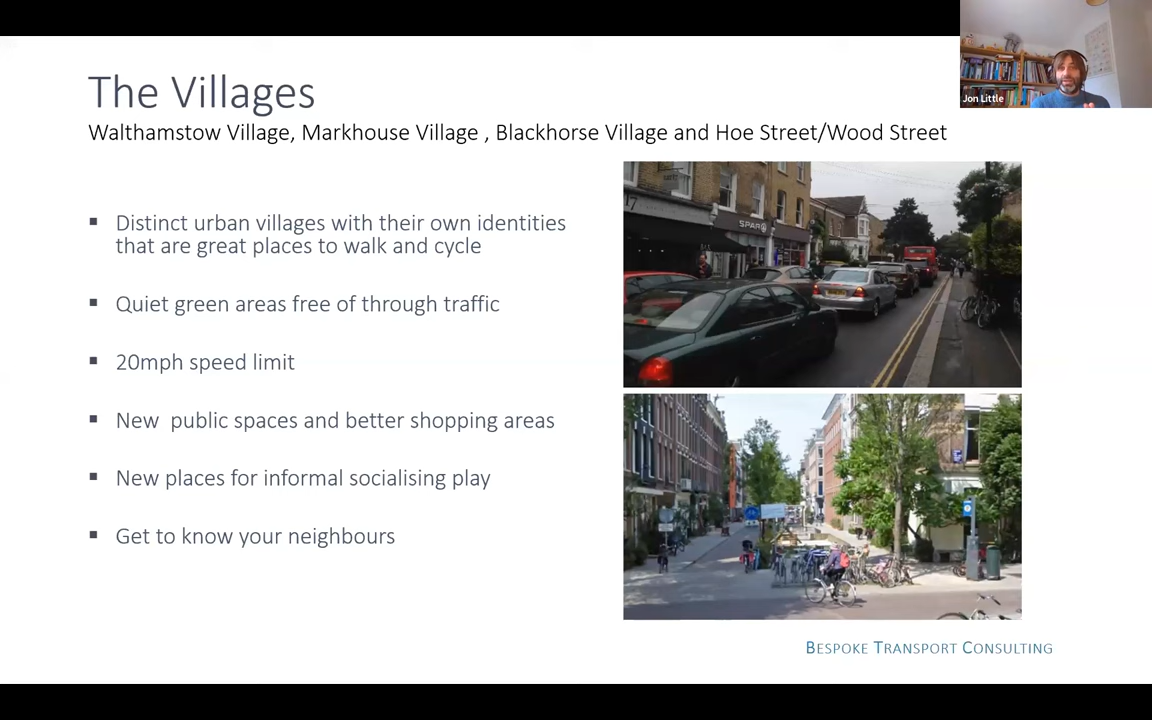 The Villages
Walthamstow Village, Markhouse Village , Blackhorse Village and Hoe Street/Wood Street
Jon Little
▪ Distinct urban villages with their own identities
that are great places to walk and cycle
▪ Quiet green areas free of through traffic
▪ 20mph speed limit
▪ New  public spaces and better shopping areas
▪ New places for informal socialising play
▪ Get to know your neighbours
17
SPAR
BESPOKE TRANSPORT CONSULTING